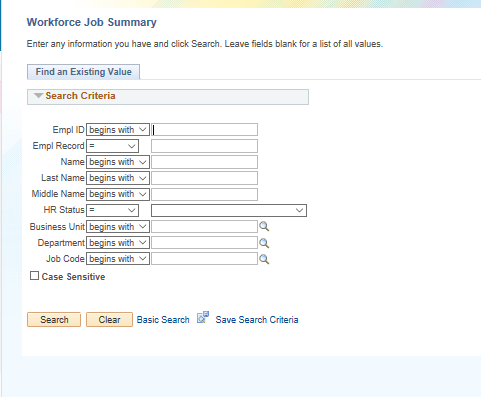 Workforce Job Summary
Enter any information you have and click Search. Leave fields blank for a list of all values.
Find an Existing Value
Search Criteria
Empl ID begins with
Empl Record =
Name begins with
Last Name begins with
Middle Name begins with
HR Status =
Business Unit begins with
Department begins with
Job Code begins with
Case Sensitive
Search Clear Basic Search Save Search Criteria